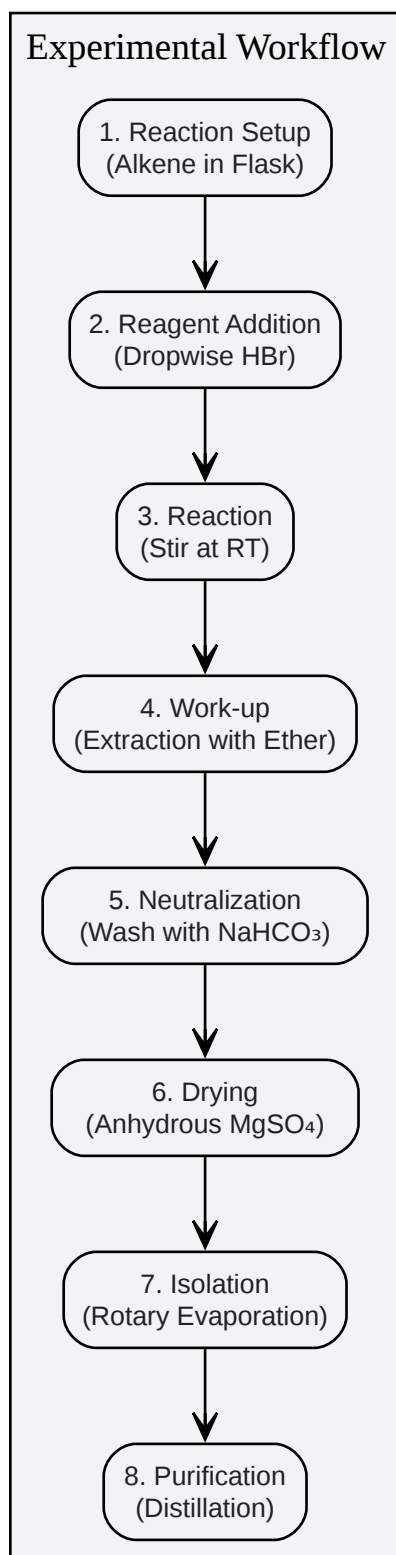 Experimental Workflow
1. Reaction Setup
(Alkene in Flask)
2. Reagent Addition
(Dropwise HBr)
3. Reaction
(Stir at RT)
4. Work-up
(Extraction with Ether)
5. Neutralization
(Wash with NaHCO₃)
6. Drying
(Anhydrous MgSO₄)
7. Isolation
(Rotary Evaporation)
8. Purification
(Distillation)